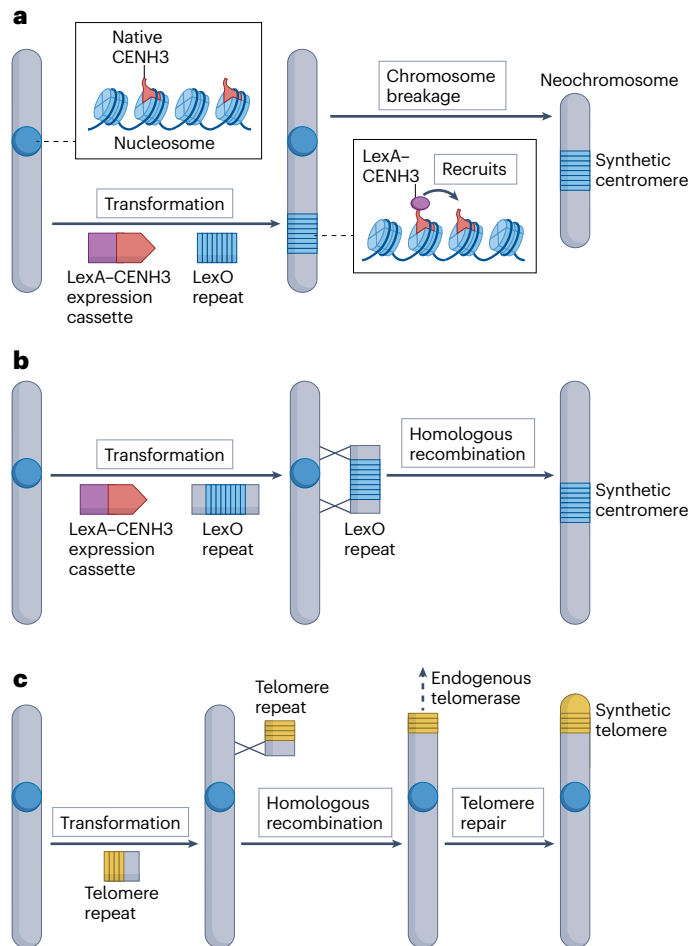 a
Native
CENH3
Nucleosome
Chromosome
breakage
Neochromosome
LexA–
CENH3
Recruits
Synthetic
centromere
Transformation
LexA–CENH3
expression
cassette
LexO
repeat
b
Transformation
LexA–CENH3
expression
cassette
LexO
repeat
LexO
repeat
Homologous
recombination
Synthetic
centromere
c
Transformation
Telomere
repeat
Telomere
repeat
Homologous
recombination
Endogenous
telomerase
Telomere
repair
Synthetic
telomere